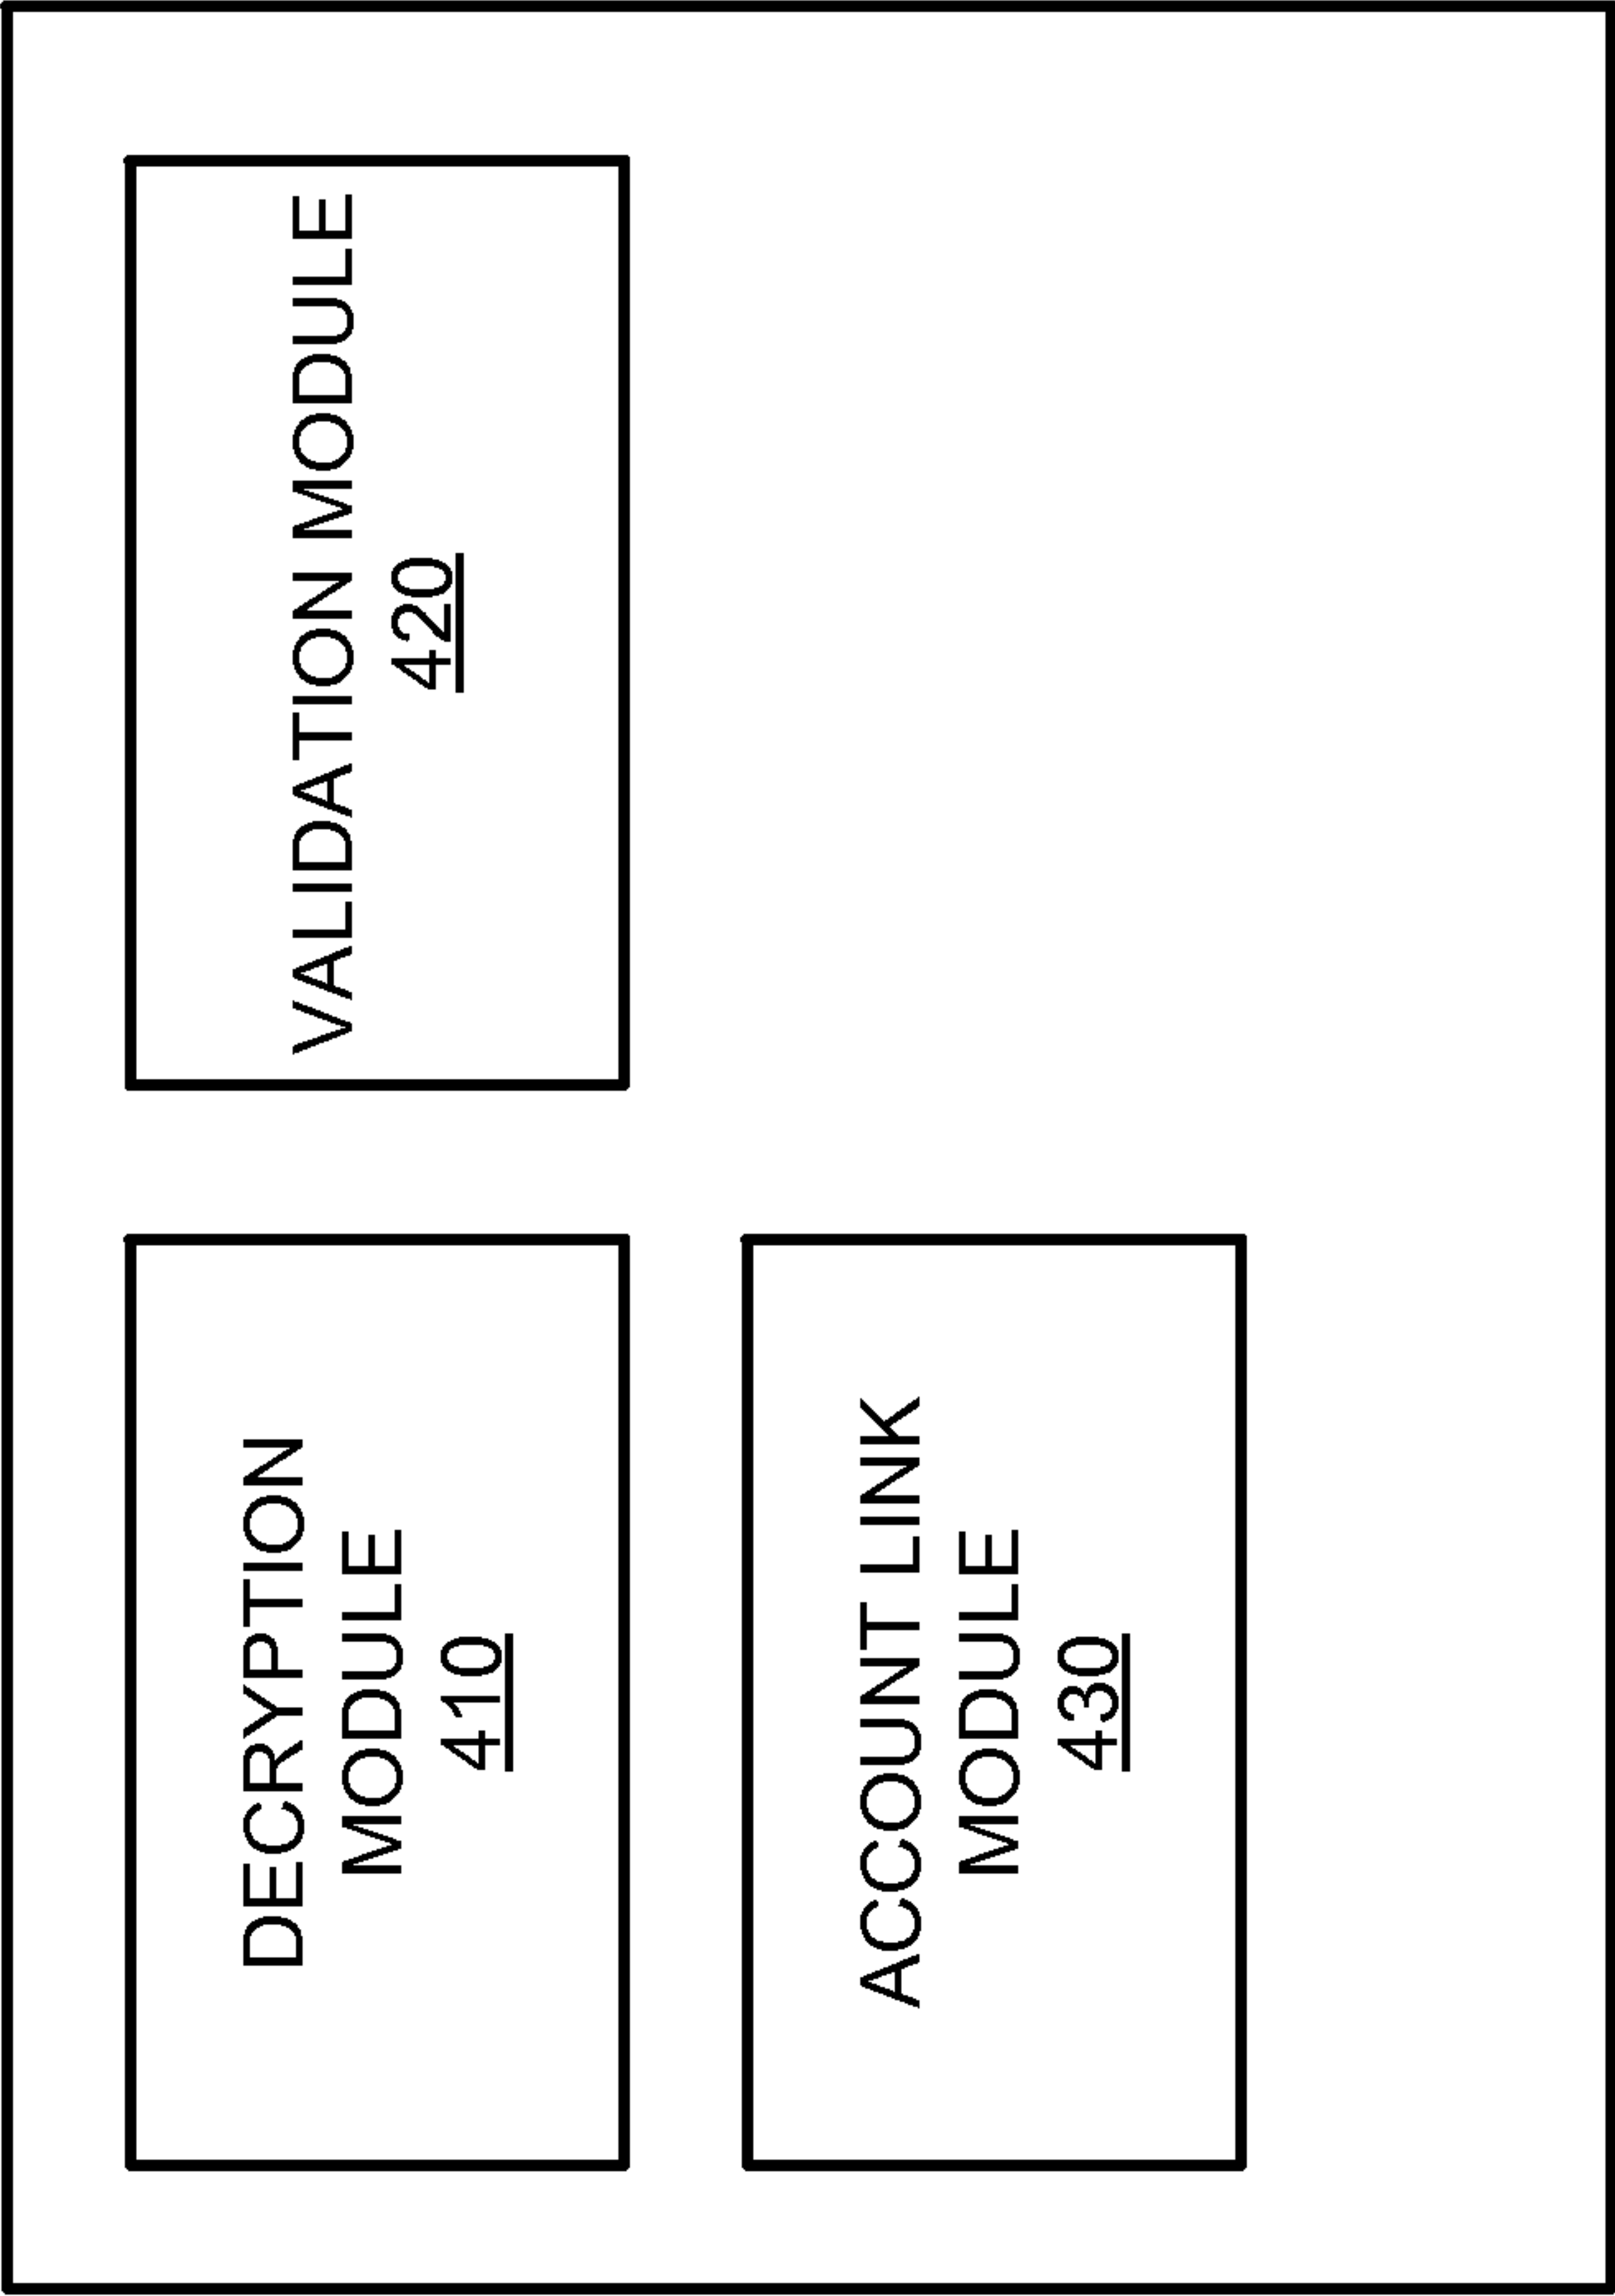 DECRYPTION
MODULE
410
VALIDATION MODULE
420
ACCOUNT LINK
MODULE
430